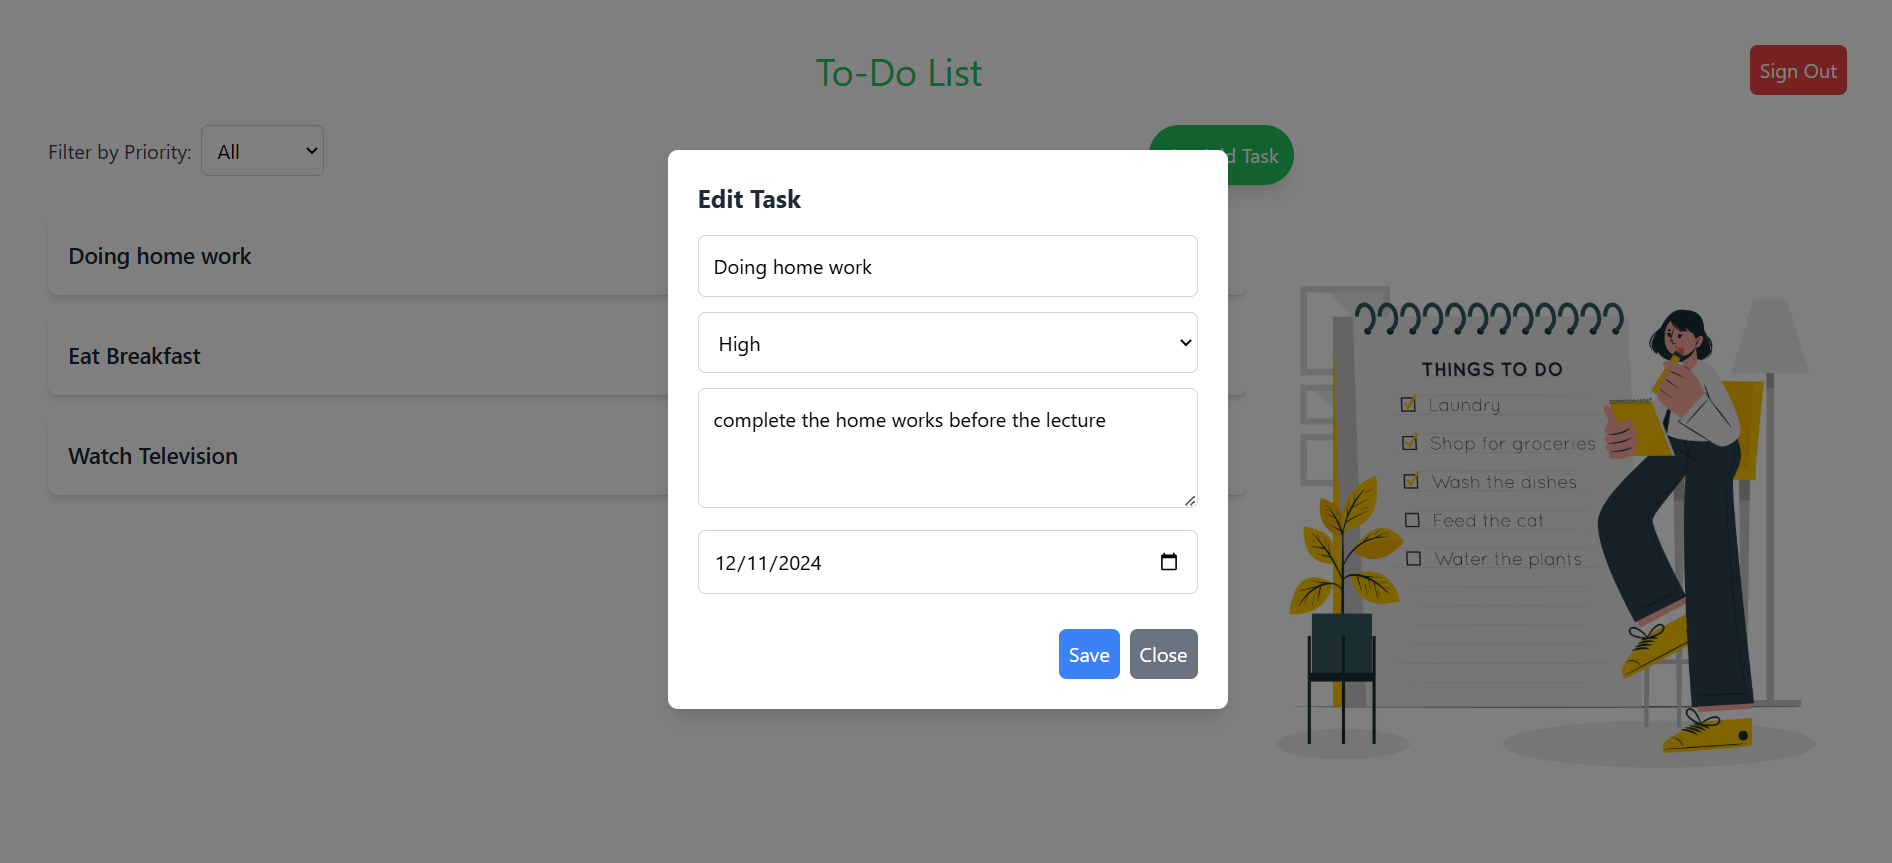 To-Do List
Sign Out
Filter by Priority:
All
Task
Edit Task
Doing home work
High
complete the home works before the lecture
12/11/2024
Save
Close
Doing home work
Eat Breakfast
Watch Television
THINGS TO DO
Laundry
Shop for groceries
Wash the dishes
Feed the cat
Water the plants